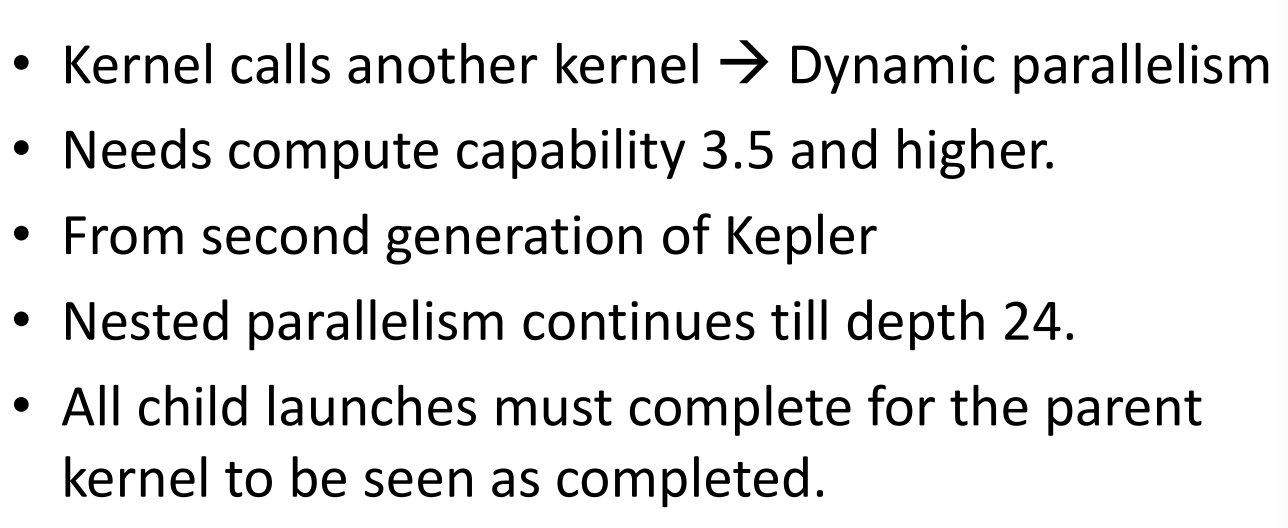 • Kernel calls another kernel → Dynamic parallelism
• Needs compute capability 3.5 and higher.
• From second generation of Kepler
• Nested parallelism continues till depth 24.
• All child launches must complete for the parent
kernel to be seen as completed.